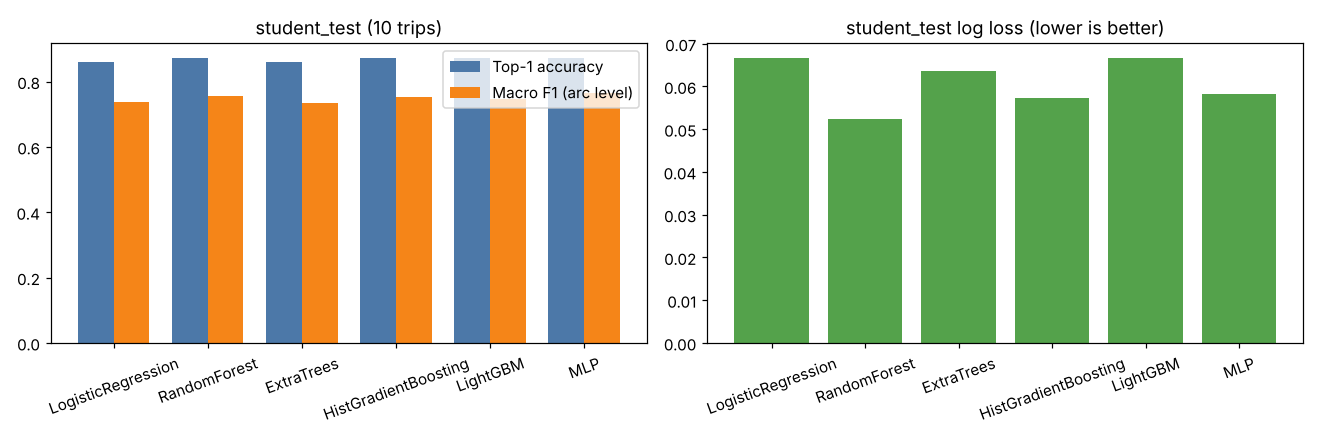 student_test (10 trips)
0.8
0.6
0.4
0.2
0.0
Top-1 accuracy
Macro F1 (arc level)
LogisticRegression
RandomForest
ExtraTrees
HistGradientBoosting
LightGBM
MLP
student_test log loss (lower is better)
0.07
0.06
0.05
0.04
0.03
0.02
0.01
0.00
LogisticRegression
RandomForest
ExtraTrees
HistGradientBoosting
LightGBM
MLP